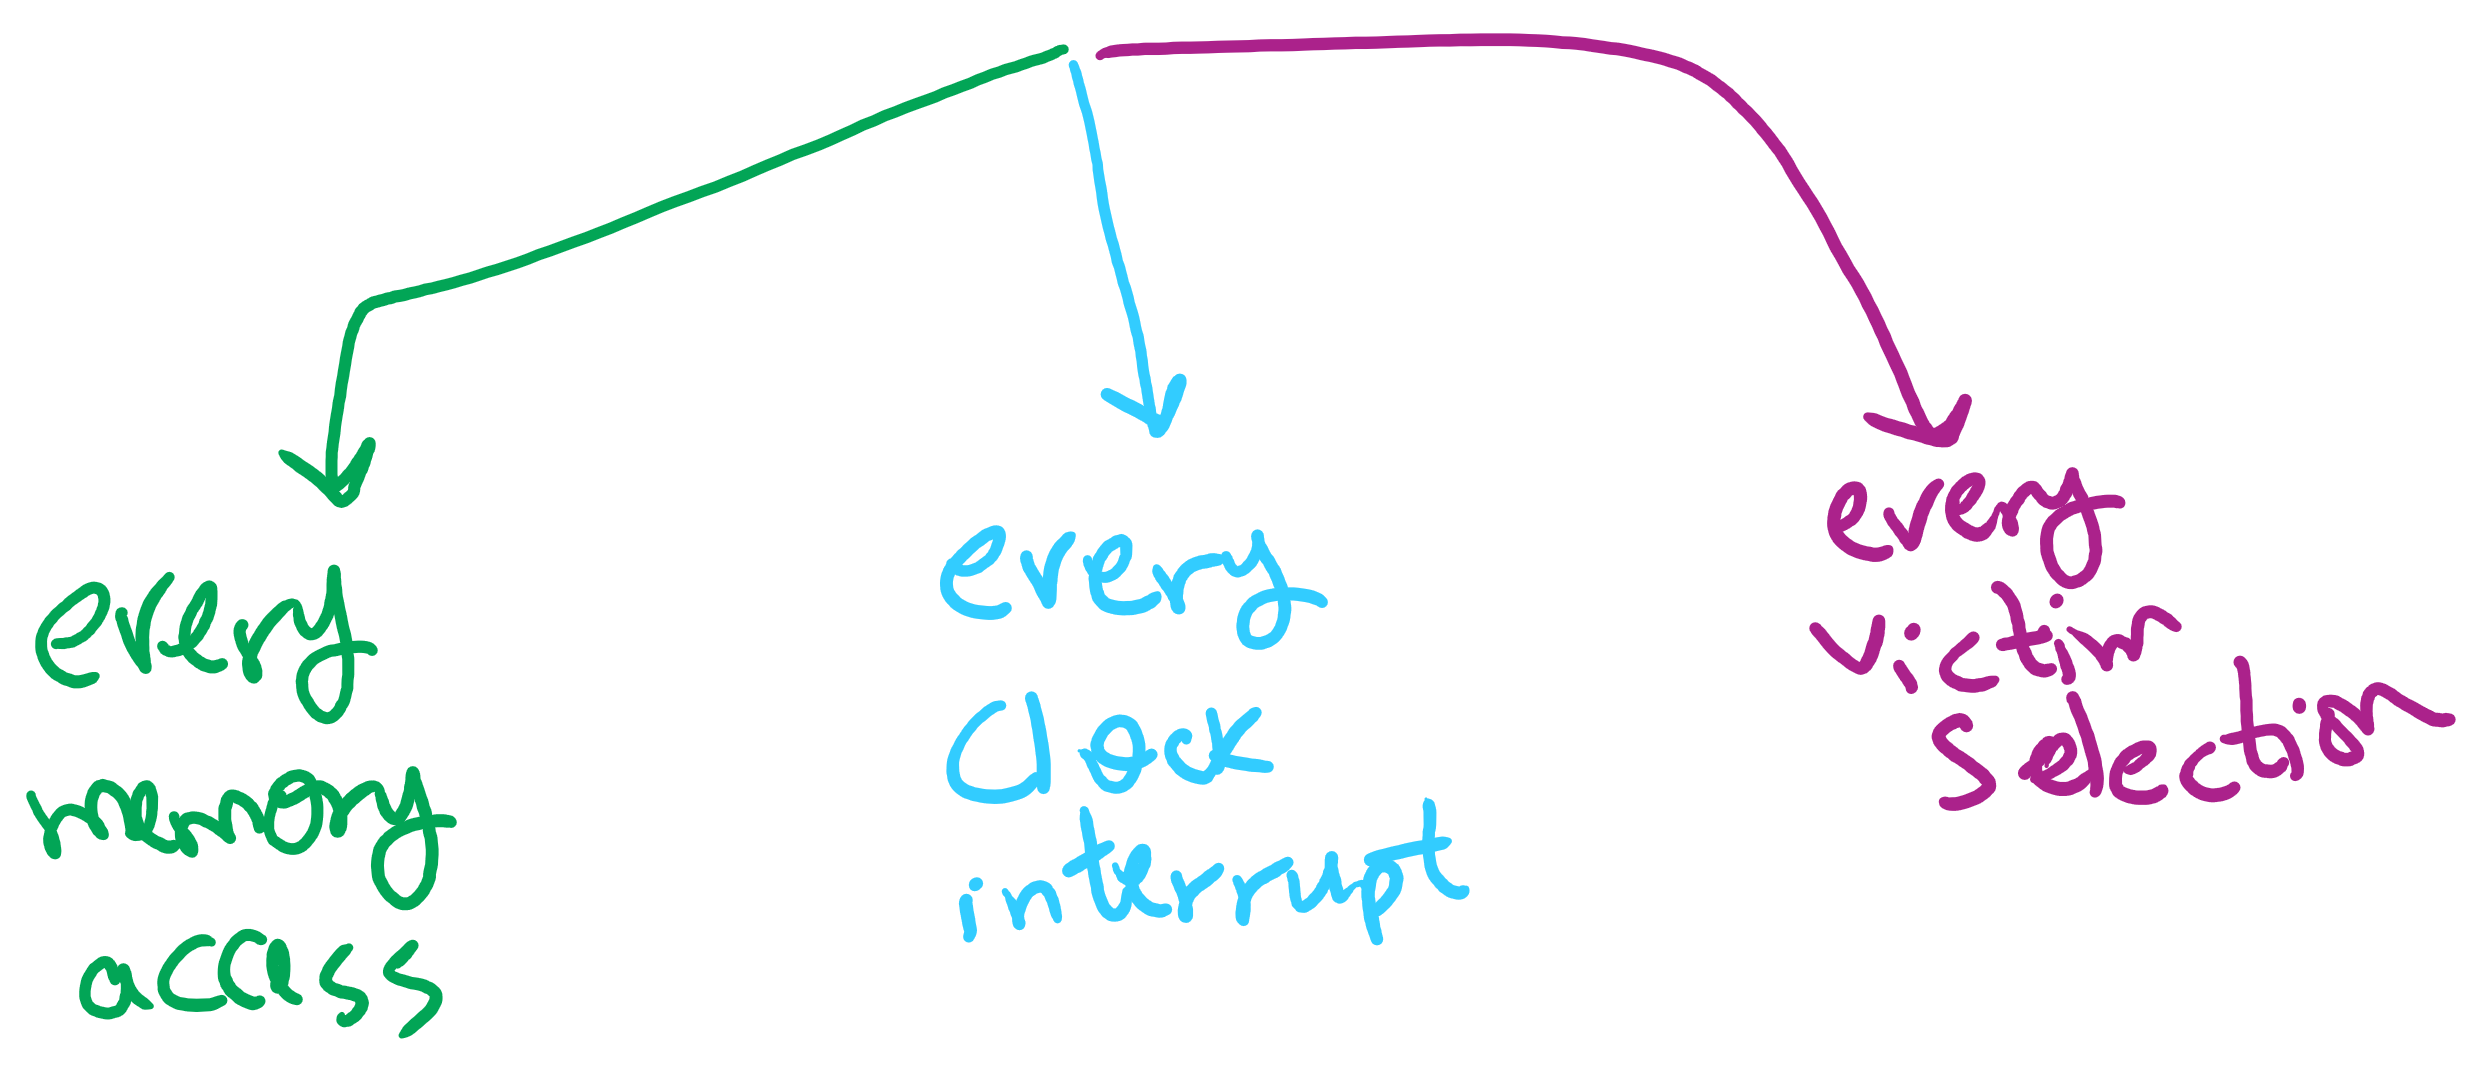 every
memory
access
every
clock
interrupt
every
victim
selection